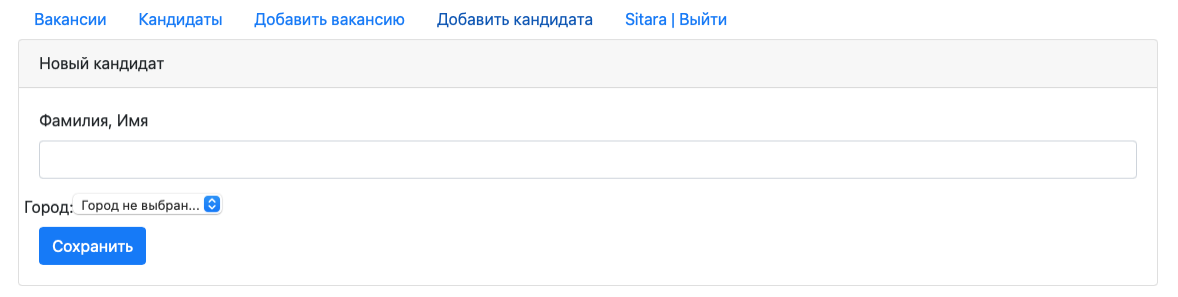 Вакансии Кандидаты Добавить вакансию Добавить кандидата Sitara | Выйти
Новый кандидат
Фамилия, Имя
Город: Город не выбран...
Сохранить